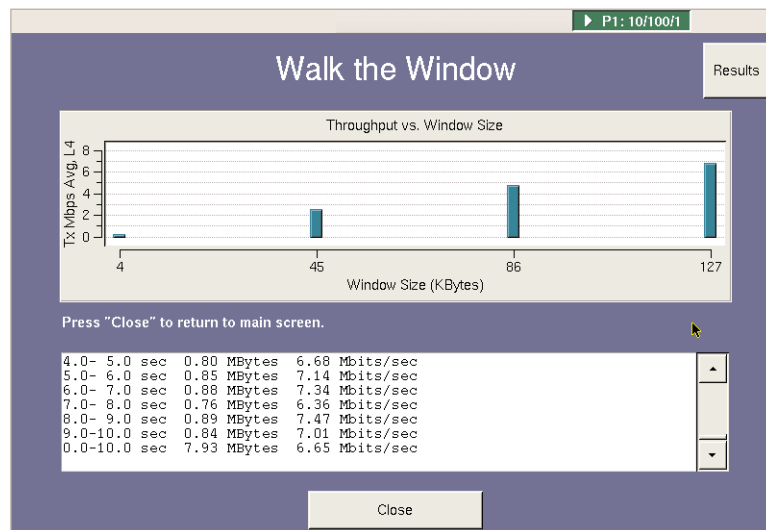 P1: 10/100/1
Walk the Window
Results
Throughput vs. Window Size
Tx Mbps Avg, L4
8
6
4
2
0
4 45 86 127
Window Size (KBytes)
Press "Close" to return to main screen.
4.0- 5.0 sec 0.80 MBytes 6.68 Mbits/sec
5.0- 6.0 sec 0.85 MBytes 7.14 Mbits/sec
6.0- 7.0 sec 0.88 MBytes 7.34 Mbits/sec
7.0- 8.0 sec 0.76 MBytes 6.36 Mbits/sec
8.0- 9.0 sec 0.89 MBytes 7.47 Mbits/sec
9.0-10.0 sec 0.84 MBytes 7.01 Mbits/sec
0.0-10.0 sec 7.93 MBytes 6.65 Mbits/sec
Close